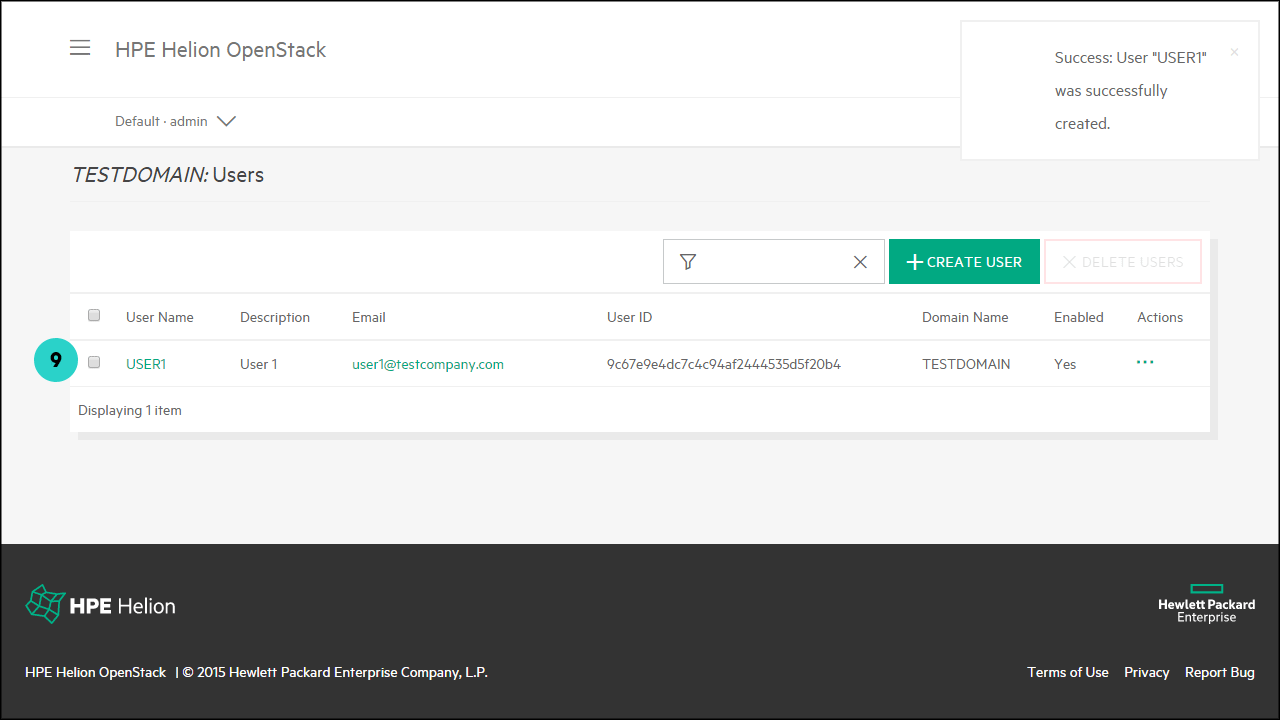 HPE Helion OpenStack
Success: User "USER1"
was successfully
created.
×
Default · admin
TESTDOMAIN: Users
CREATE USER
DELETE USERS
User Name Description Email User ID Domain Name Enabled Actions
9
USER1 User 1 user1@testcompany.com 9c67e9e4dc7c4c94af2444535d5f20b4 TESTDOMAIN Yes ...
Displaying 1 item
HPE Helion
Hewlett Packard
Enterprise
HPE Helion OpenStack | © 2015 Hewlett Packard Enterprise Company, L.P.
Terms of Use Privacy Report Bug